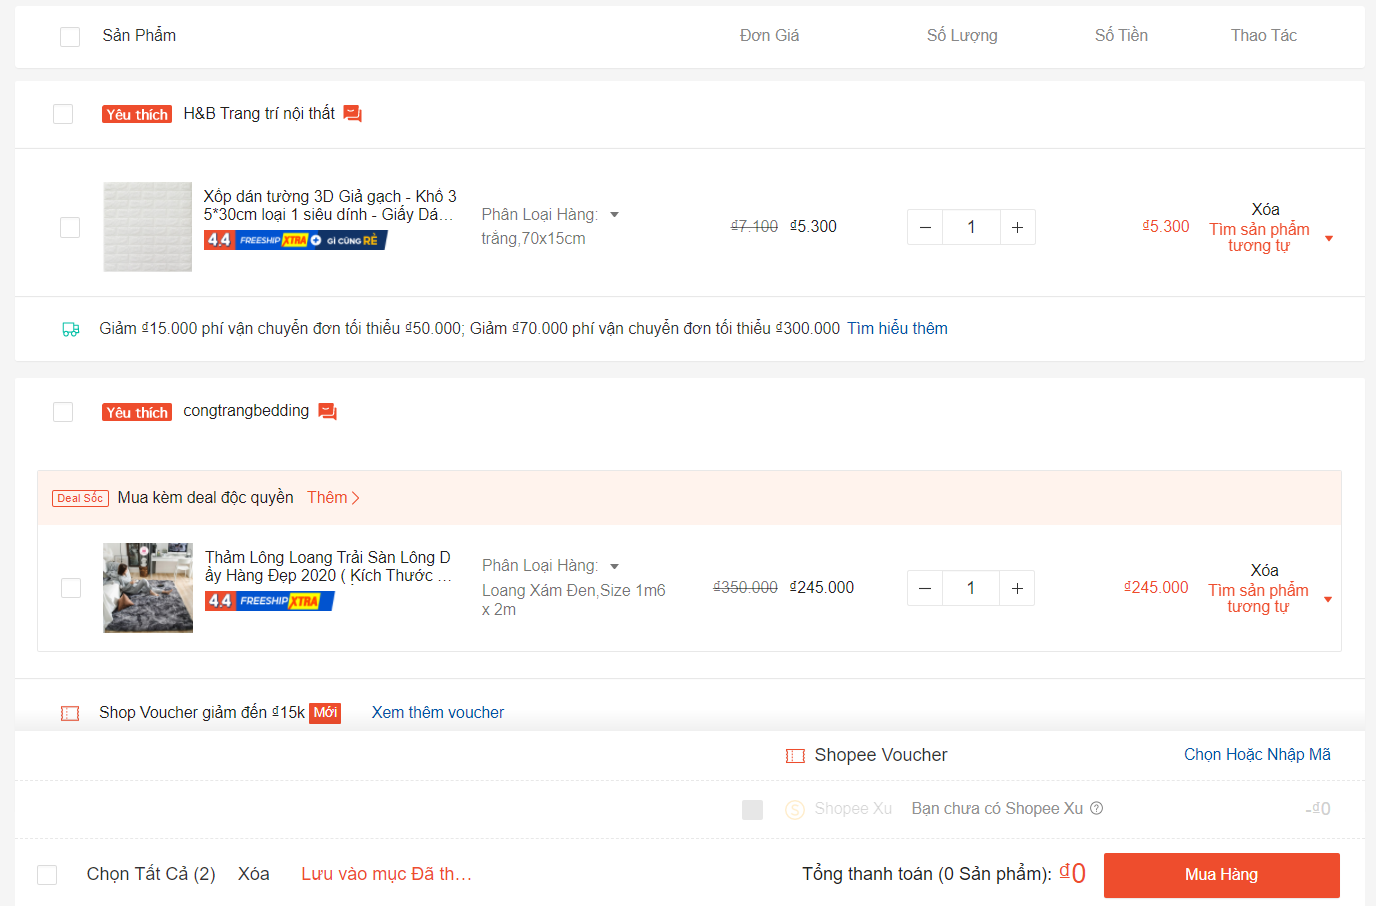 Sản Phẩm Đơn Giá Số Lượng Số Tiền Thao Tác
Yêu thích H&B Trang trí nội thất
Xốp dán tường 3D Giả gạch - Khô 3
5*30cm loại 1 siêu dính - Giấy Dá...
4.4 FREESHIP XTRA + GÌ CŨNG RẺ
Phân Loại Hàng:
trắng,70x15cm
₫7.100 ₫5.300
− 1 +
₫5.300
Xóa
Tìm sản phẩm
tương tự
Giảm ₫15.000 phí vận chuyển đơn tối thiểu ₫50.000; Giảm ₫70.000 phí vận chuyển đơn tối thiểu ₫300.000 Tìm hiểu thêm
Yêu thích congtrangbedding
Deal Sốc Mua kèm deal độc quyền Thêm
Thảm Lông Loang Trải Sàn Lông D
ầy Hàng Đẹp 2020 ( Kích Thước ...
4.4 FREESHIP XTRA
Phân Loại Hàng:
Loang Xám Đen,Size 1m6
x 2m
₫350.000 ₫245.000
− 1 +
₫245.000
Xóa
Tìm sản phẩm
tương tự
Shop Voucher giảm đến ₫15k Mới Xem thêm voucher
Shopee Voucher Chọn Hoặc Nhập Mã
Shopee Xu Bạn chưa có Shopee Xu ? -₫0
Chọn Tất Cả (2) Xóa Lưu vào mục Đã th... Tổng thanh toán (0 Sản phẩm): ₫0 Mua Hàng